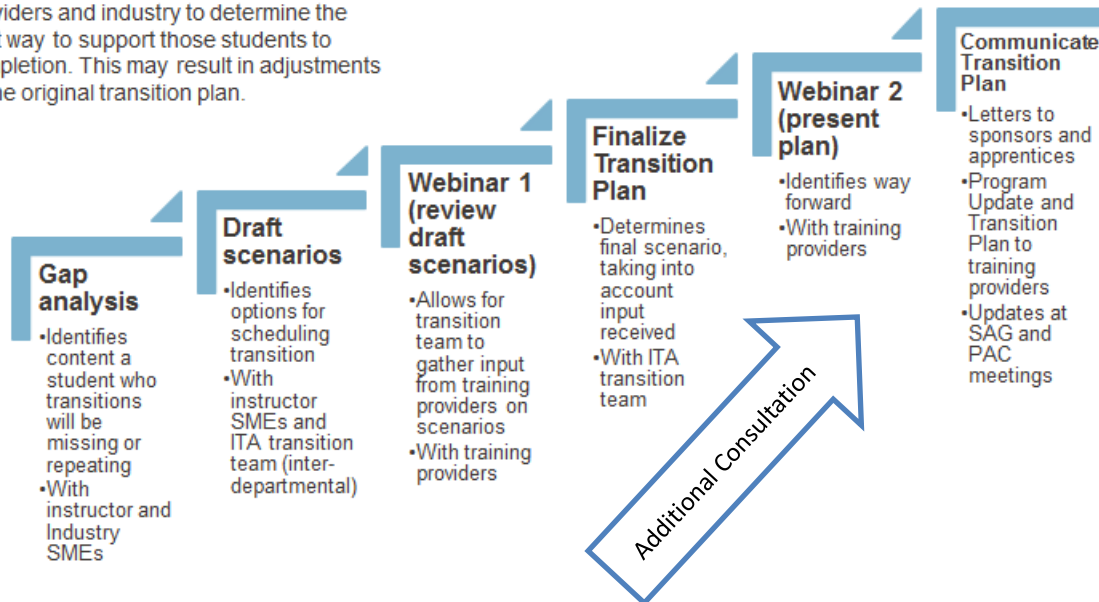 viders and industry to determine the
t way to support those students to
pletion. This may result in adjustments
ne original transition plan.
Gap
analysis
•Identifies
content a
student who
transitions
will be
missing or
repeating
•With
instructor and
Industry
SMEs
Draft
scenarios
•Identifies
options for
scheduling
transition
•With
instructor
SMEs and
ITA transition
team (inter-
departmental)
Webinar 1
(review
draft
scenarios)
•Allows for
transition
team to
gather input
from training
providers on
scenarios
•With training
providers
Finalize
Transition
Plan
•Determines
final scenario,
taking into
account
input
received
•With ITA
transition
team
Webinar 2
(present
plan)
•Identifies way
forward
•With training
providers
Communicate
Transition
Plan
•Letters to
sponsors and
apprentices
•Program
Update and
Transition
Plan to
training
providers
•Updates at
SAG and
PAC
meetings
Additional Consultation